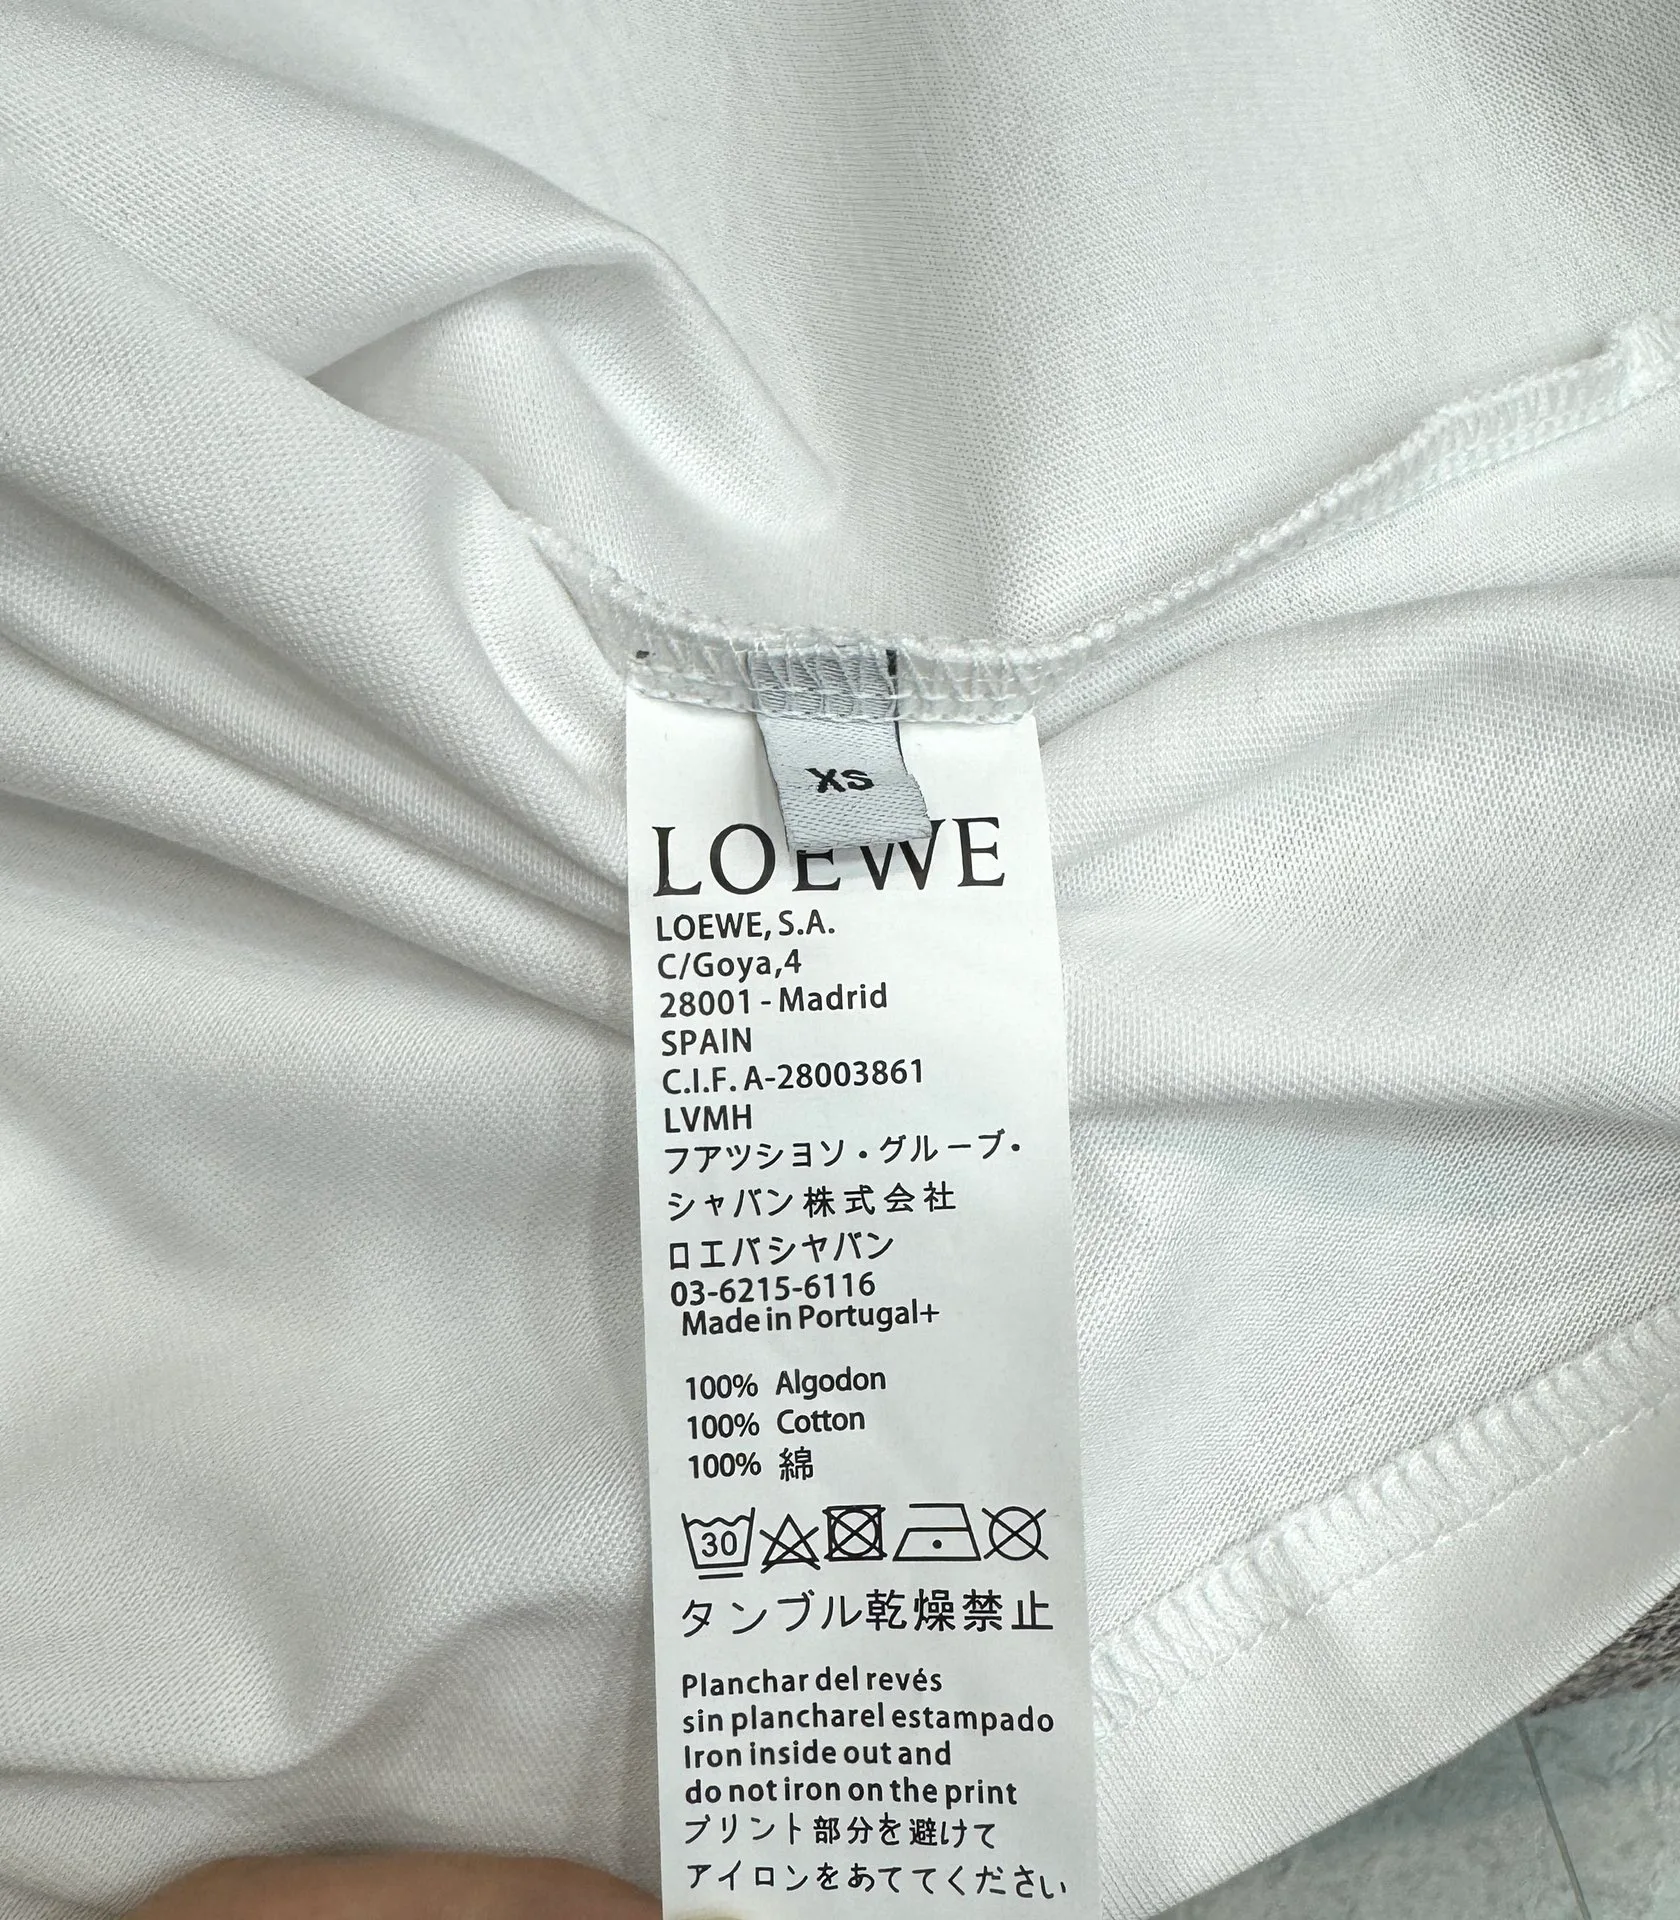 XS
LOEWE
LOEWE, S.A.
C/Goya,4
28001 - Madrid
SPAIN
C.I.F. A-28003861
LVMH
フアツシヨソ・グループ・
シャバン株式会社
ロエバシヤバン
03-6215-6116
Made in Portugal+
100% Algodon
100% Cotton
100% 綿
30
タンブル乾燥禁止
Planchar del revés
sin plancharel estampado
Iron inside out and
do not iron on the print
プリント部分を避けて
アイロンをあててください